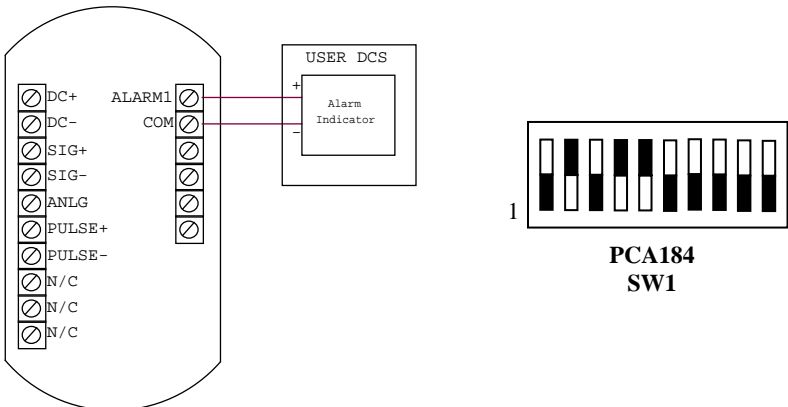 USER DCS
DC+ ALARM1
DC- COM
SIG+
SIG-
ANLG
PULSE+
PULSE-
N/C
N/C
N/C
+
Alarm
Indicator
-
1
PCA184
SW1